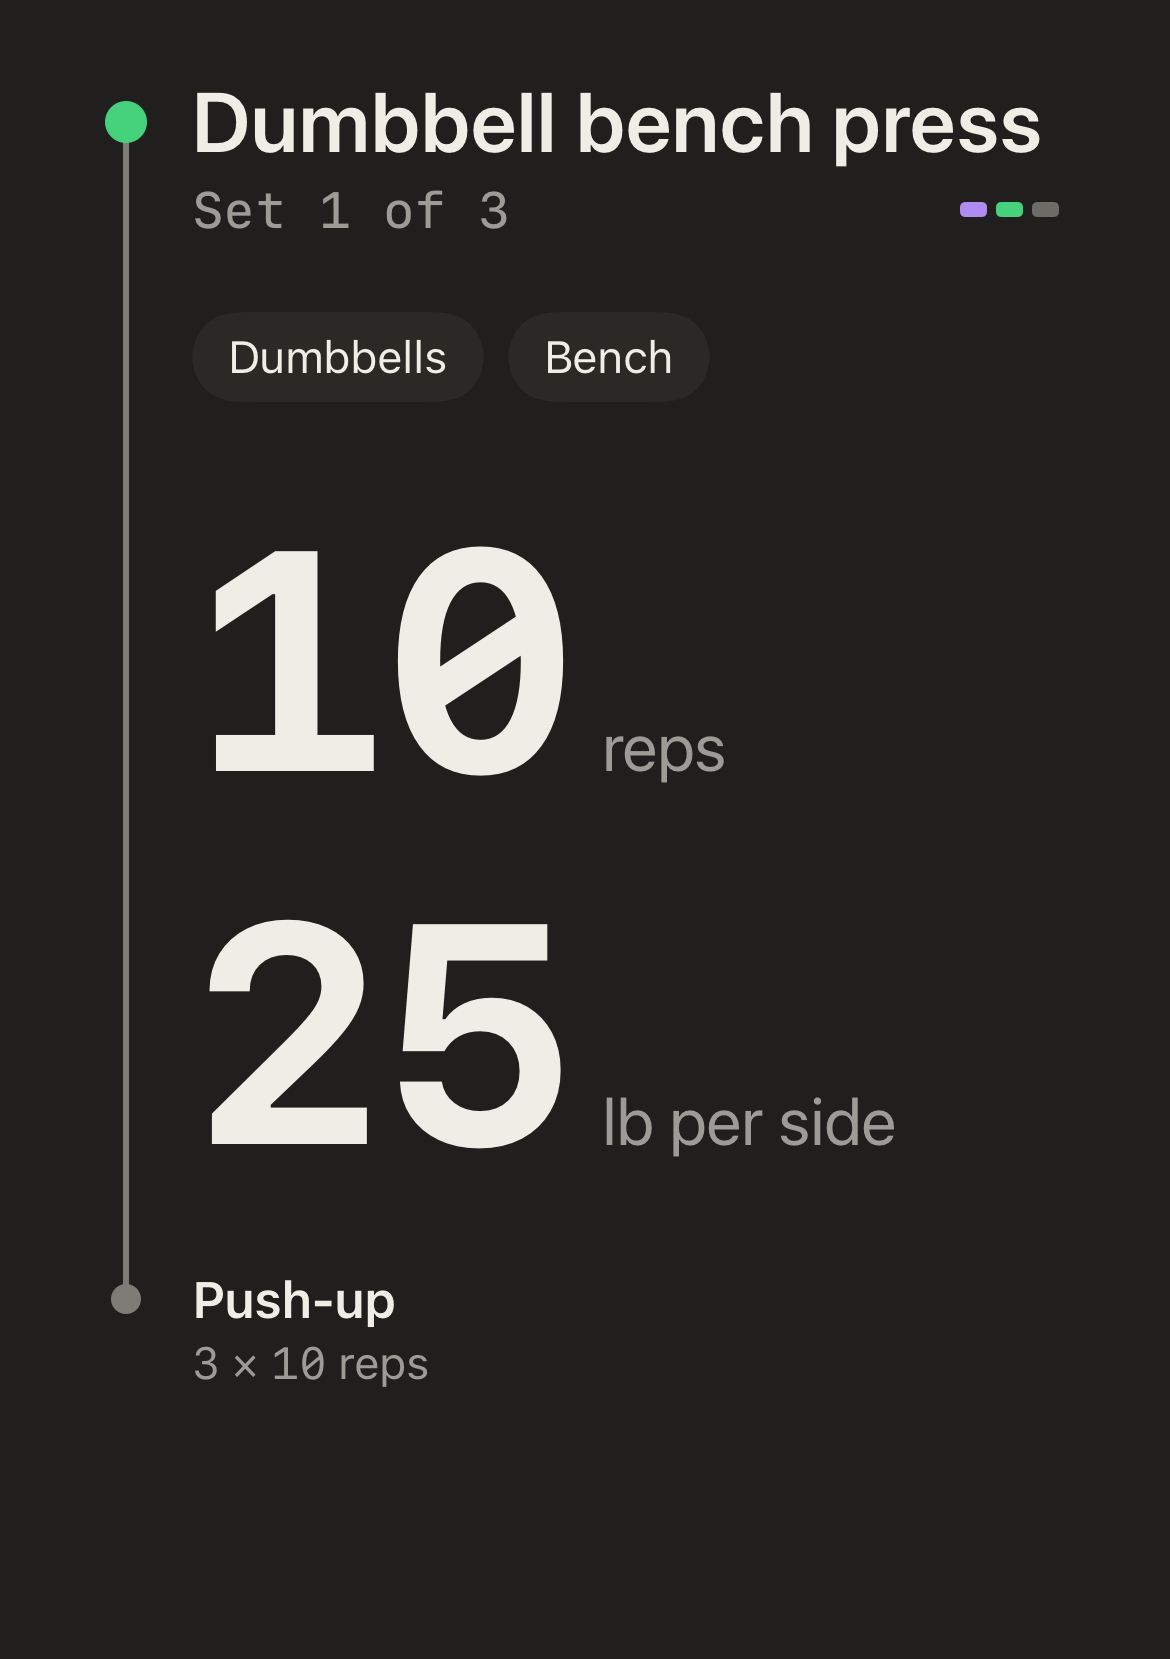 Dumbbell bench press
Set 1 of 3
Dumbbells Bench
10 reps
25 lb per side
Push-up
3 × 10 reps